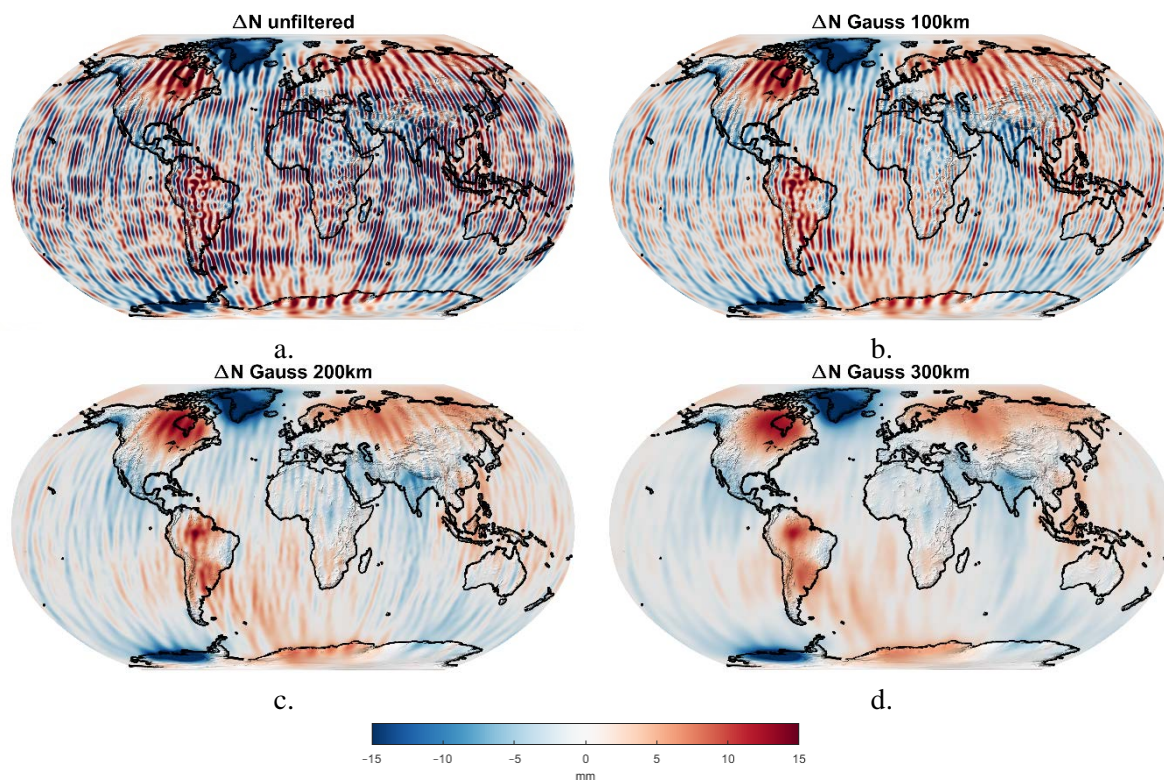 ΔN unfiltered
ΔN Gauss 100km
a.
b.
ΔN Gauss 200km
ΔN Gauss 300km
c.
d.
−15 −10 −5 0 5 10 15
mm